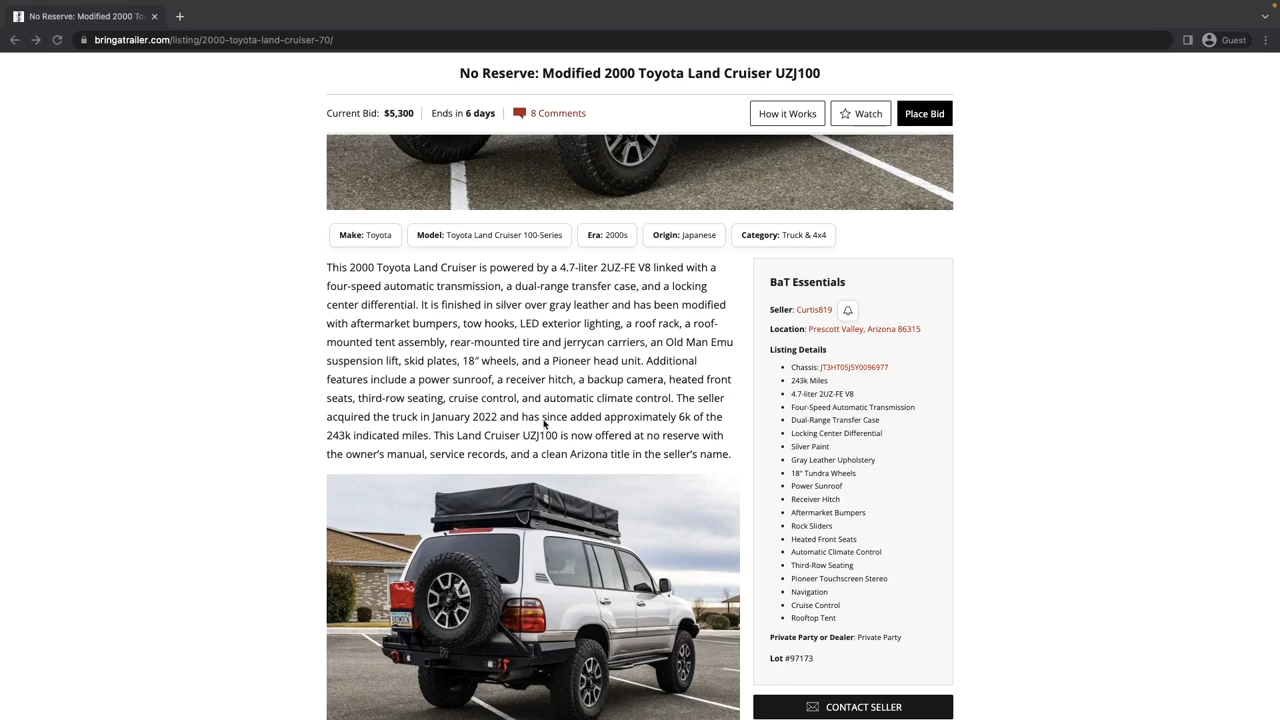 No Reserve: Modified 2000 To
bringatrailer.com/listing/2000-toyota-land-cruiser-70/
Guest
No Reserve: Modified 2000 Toyota Land Cruiser UZJ100
Current Bid: $5,300
Ends in 6 days
8 Comments
How it Works
Watch
Place Bid
Make: Toyota
Model: Toyota Land Cruiser 100-Series
Era: 2000s
Origin: Japanese
Category: Truck & 4x4
This 2000 Toyota Land Cruiser is powered by a 4.7-liter 2UZ-FE V8 linked with a
four-speed automatic transmission, a dual-range transfer case, and a locking
center differential. It is finished in silver over gray leather and has been modified
with aftermarket bumpers, tow hooks, LED exterior lighting, a roof rack, a roof-
mounted tent assembly, rear-mounted tire and jerrycan carriers, an Old Man Emu
suspension lift, skid plates, 18″ wheels, and a Pioneer head unit. Additional
features include a power sunroof, a receiver hitch, a backup camera, heated front
seats, third-row seating, cruise control, and automatic climate control. The seller
acquired the truck in January 2022 and has since added approximately 6k of the
243k indicated miles. This Land Cruiser UZJ100 is now offered at no reserve with
the owner’s manual, service records, and a clean Arizona title in the seller’s name.
BaT Essentials
Seller: Curtis819
Location: Prescott Valley, Arizona 86315
Listing Details
Chassis: JT3HT05J5Y0096977
243k Miles
4.7-liter 2UZ-FE V8
Four-Speed Automatic Transmission
Dual-Range Transfer Case
Locking Center Differential
Silver Paint
Gray Leather Upholstery
18" Tundra Wheels
Power Sunroof
Receiver Hitch
Aftermarket Bumpers
Rock Sliders
Heated Front Seats
Automatic Climate Control
Third-Row Seating
Pioneer Touchscreen Stereo
Navigation
Cruise Control
Rooftop Tent
Private Party or Dealer: Private Party
Lot #97173
CONTACT SELLER